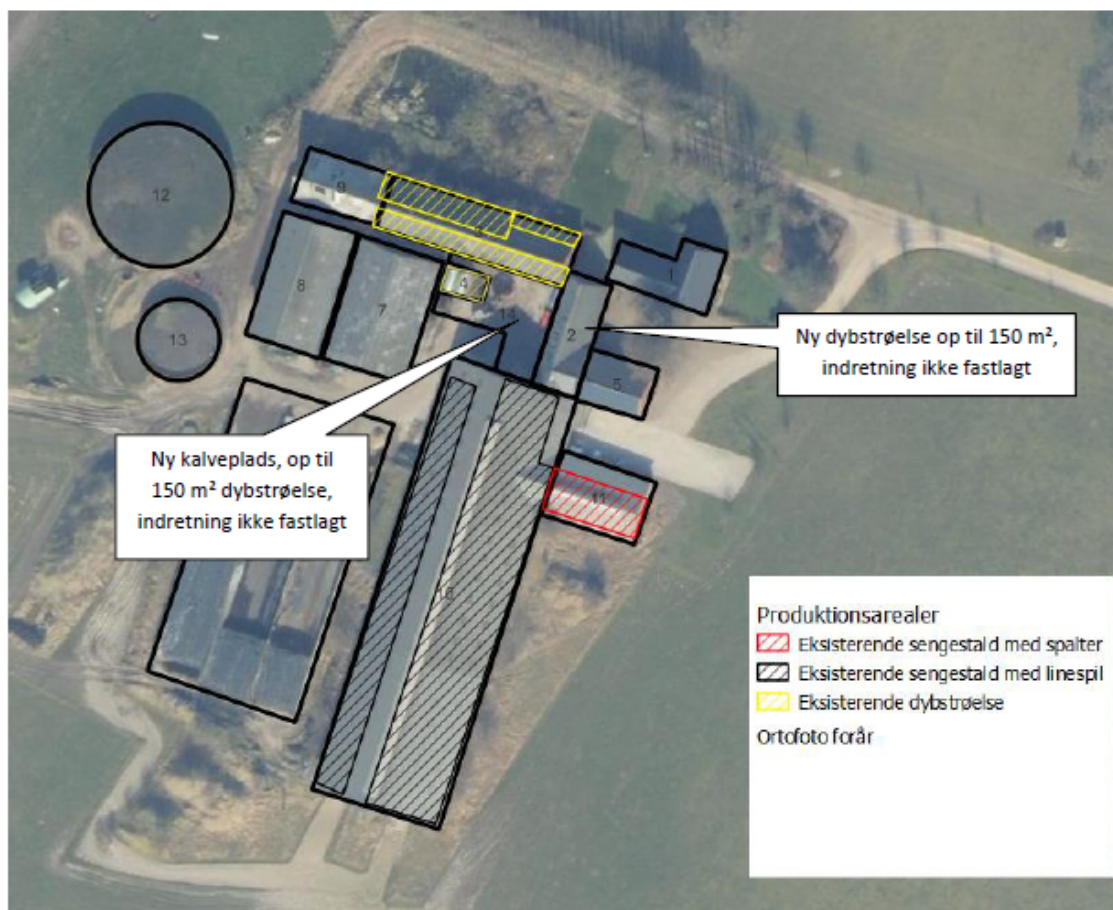 12
9
1
8
7
4
14
2
13
5
Ny dybstrøelse op til 150 m²,
indretning ikke fastlagt
Ny kalveplads, op til
150 m² dybstrøelse,
indretning ikke fastlagt
11
Produktionsarealer
Eksisterende sengestald med spalter
Eksisterende sengestald med linespil
Eksisterende dybstrøelse
Ortofoto forår